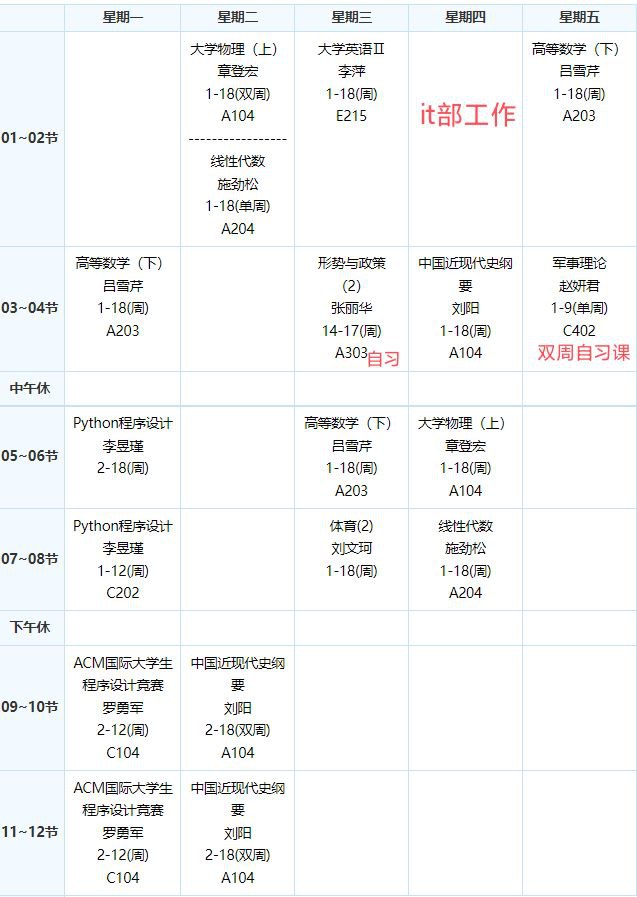 星期一 星期二 星期三 星期四 星期五
01~02节
大学物理（上）
章登宏
1-18(双周)
A104
-----------------
线性代数
施劲松
1-18(单周)
A204
大学英语Ⅱ
李萍
1-18(周)
E215
it部工作
高等数学（下）
吕雪芹
1-18(周)
A203
03~04节
高等数学（下）
吕雪芹
1-18(周)
A203
形势与政策
（2）
张丽华
14-17(周)
A303
自习
中国近现代史纲
要
刘阳
1-18(周)
A104
军事理论
赵妍君
1-9(单周)
C402
双周自习课
中午休
05~06节
Python程序设计
李昱瑾
2-18(周)
高等数学（下）
吕雪芹
1-18(周)
A203
大学物理（上）
章登宏
1-18(周)
A104
07~08节
Python程序设计
李昱瑾
1-12(周)
C202
体育(2)
刘文珂
1-18(周)
线性代数
施劲松
1-18(周)
A204
下午休
09~10节
ACM国际大学生
程序设计竞赛
罗勇军
2-12(周)
C104
中国近现代史纲
要
刘阳
2-18(双周)
A104
11~12节
ACM国际大学生
程序设计竞赛
罗勇军
2-12(周)
C104
中国近现代史纲
要
刘阳
2-18(双周)
A104